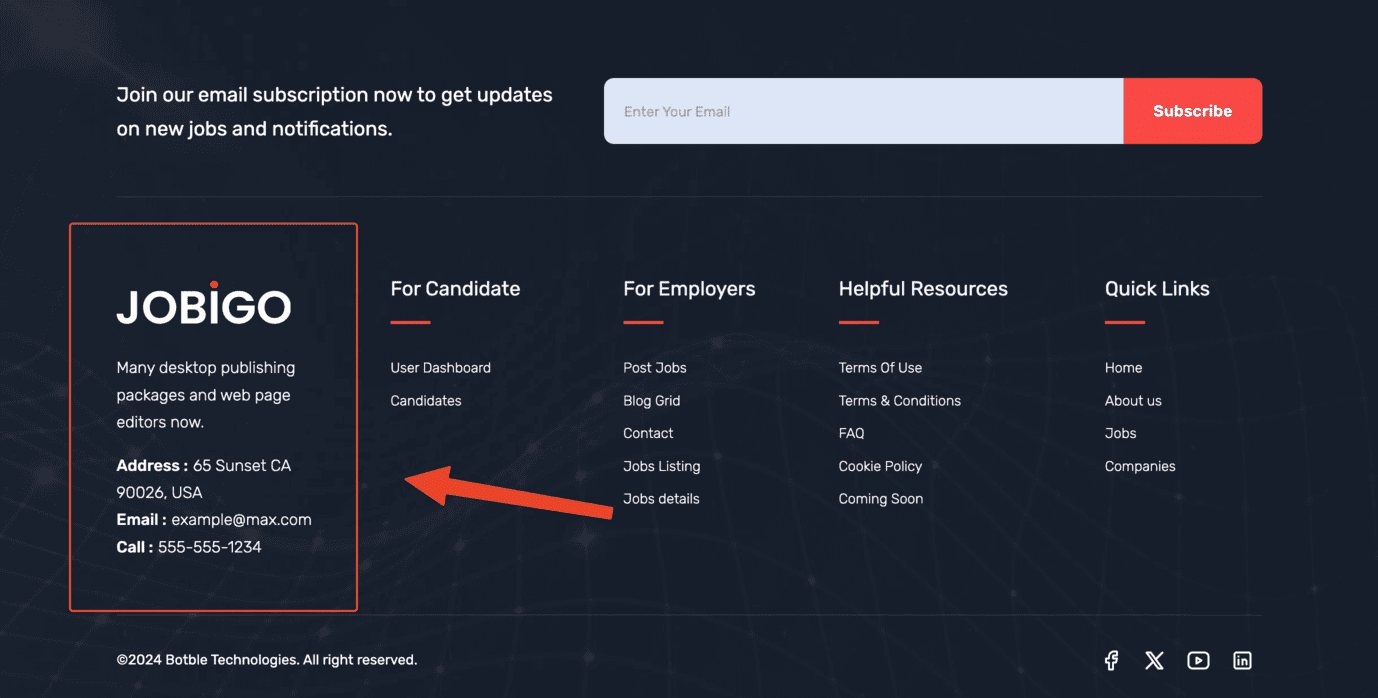 Join our email subscription now to get updates
on new jobs and notifications.
Enter Your Email
Subscribe
JOBIGO
Many desktop publishing
packages and web page
editors now.
Address : 65 Sunset CA
90026, USA
Email : example@max.com
Call : 555-555-1234
For Candidate
User Dashboard
Candidates
For Employers
Post Jobs
Blog Grid
Contact
Jobs Listing
Jobs details
Helpful Resources
Terms Of Use
Terms & Conditions
FAQ
Cookie Policy
Coming Soon
Quick Links
Home
About us
Jobs
Companies
©2024 Botble Technologies. All right reserved.